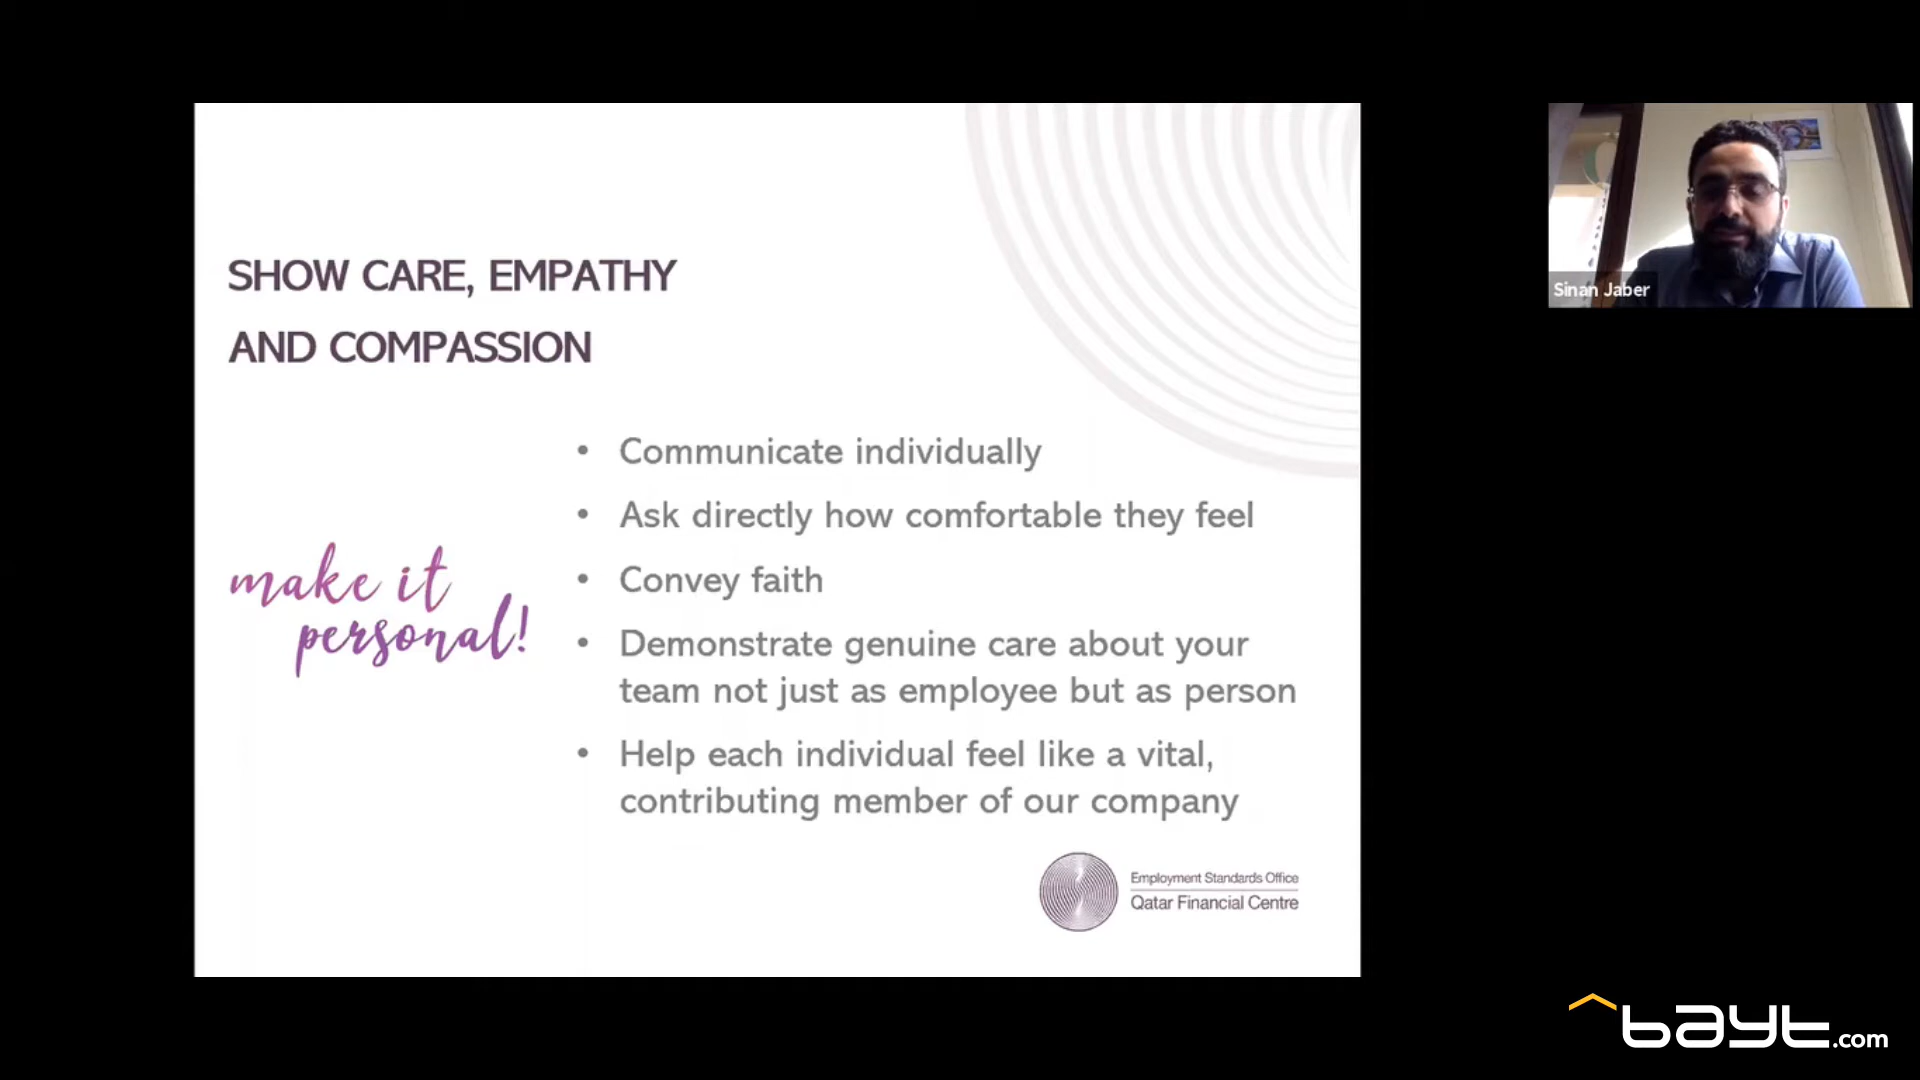 SHOW CARE, EMPATHY
AND COMPASSION
make it
personal!
• Communicate individually
• Ask directly how comfortable they feel
• Convey faith
• Demonstrate genuine care about your
team not just as employee but as person
• Help each individual feel like a vital,
contributing member of our company
Employment Standards Office
Qatar Financial Centre
Sinan Jaber
bayt.com